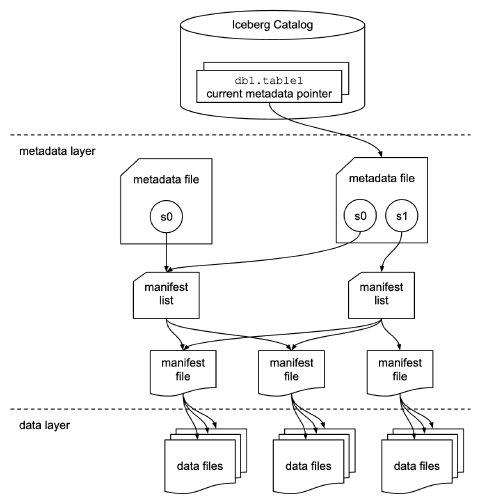 Iceberg Catalog
db1.table1
current metadata pointer
metadata layer
metadata file
s0
metadata file
s0
s1
manifest
list
manifest
list
manifest
file
manifest
file
manifest
file
data layer
data files
data files
data files